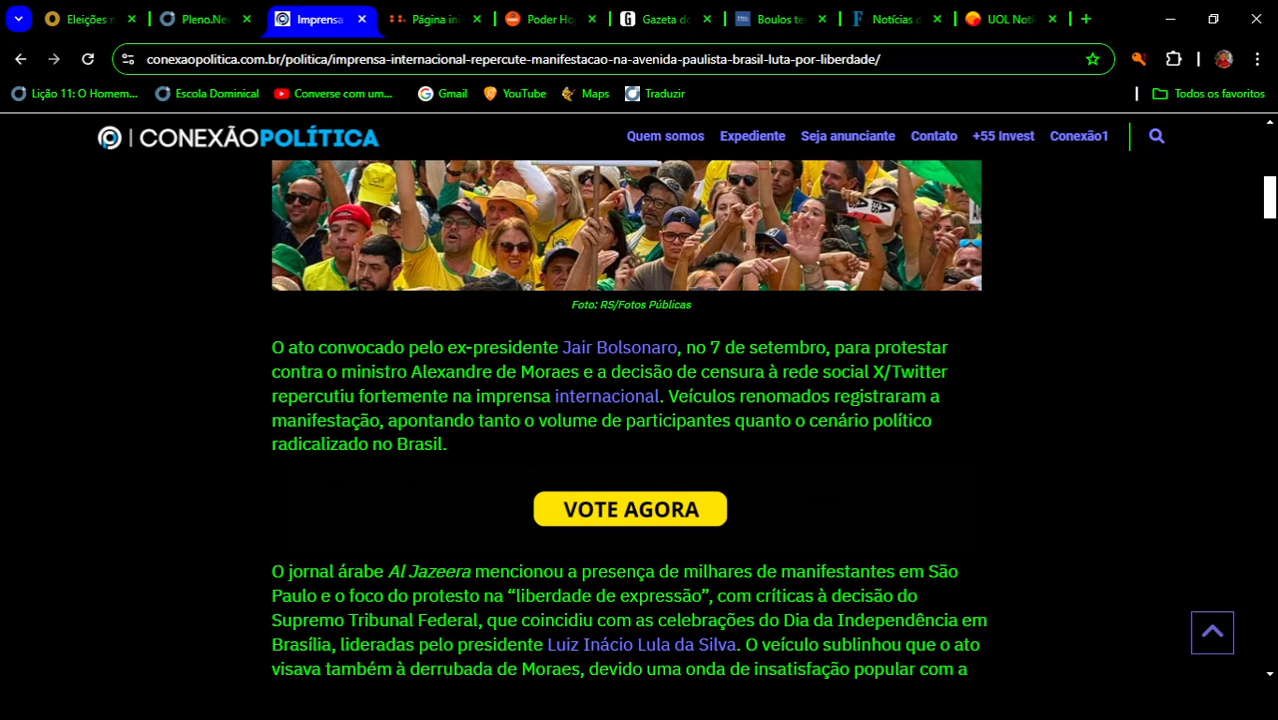 Eleições n
Pleno.Nev
Imprensa
Página ini
Poder Ho
Gazeta do
Boulos te
Notícias d
UOL Notí
conexaopolitica.com.br/politica/imprensa-internacional-repercute-manifestacao-na-avenida-paulista-brasil-luta-por-liberdade/
Lição 11: O Homem...
Escola Dominical
Converse com um...
Gmail
YouTube
Maps
Traduzir
Todos os favoritos
CONEXÃOPOLÍTICA
Quem somos
Expediente
Seja anunciante
Contato
+55 Invest
Conexão1
Foto: RS/Fotos Públicas
O ato convocado pelo ex-presidente Jair Bolsonaro, no 7 de setembro, para protestar
contra o ministro Alexandre de Moraes e a decisão de censura à rede social X/Twitter
repercutiu fortemente na imprensa internacional. Veículos renomados registraram a
manifestação, apontando tanto o volume de participantes quanto o cenário político
radicalizado no Brasil.
VOTE AGORA
O jornal árabe Al Jazeera mencionou a presença de milhares de manifestantes em São
Paulo e o foco do protesto na “liberdade de expressão”, com críticas à decisão do
Supremo Tribunal Federal, que coincidiu com as celebrações do Dia da Independência em
Brasília, lideradas pelo presidente Luiz Inácio Lula da Silva. O veículo sublinhou que o ato
visava também à derrubada de Moraes, devido uma onda de insatisfação popular com a